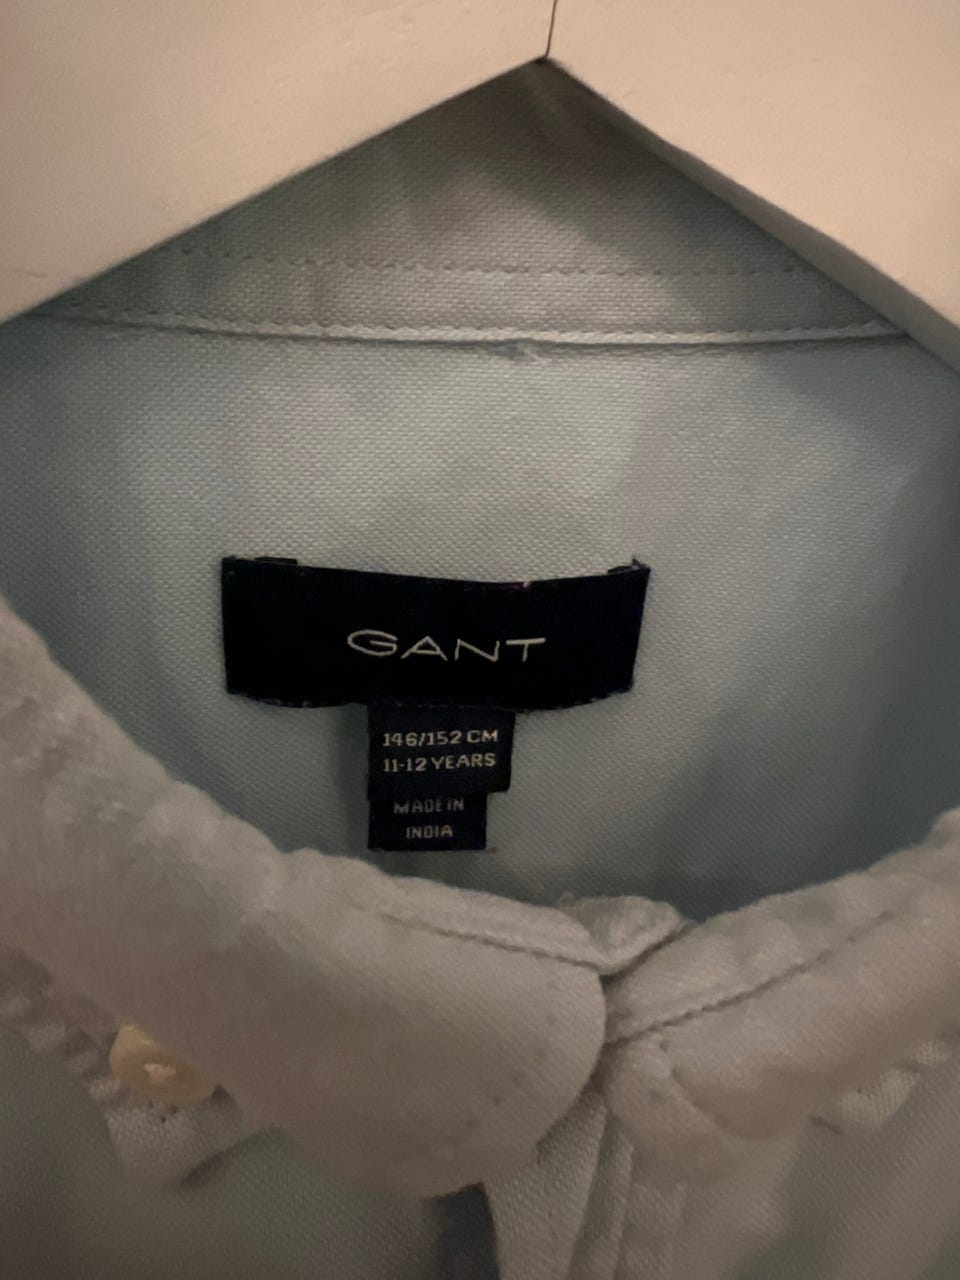 GANT
146/152 CM
11-12 YEARS
MADE IN
INDIA